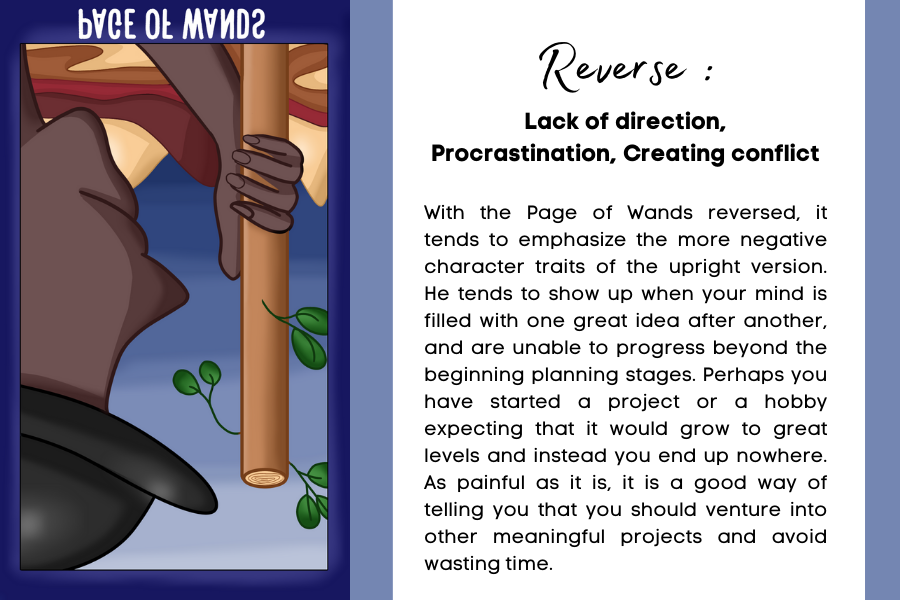 PAGE OF WANDS
Reverse :
Lack of direction,
Procrastination, Creating conflict
With the Page of Wands reversed, it
tends to emphasize the more negative
character traits of the upright version.
He tends to show up when your mind is
filled with one great idea after another,
and are unable to progress beyond the
beginning planning stages. Perhaps you
have started a project or a hobby
expecting that it would grow to great
levels and instead you end up nowhere.
As painful as it is, it is a good way of
telling you that you should venture into
other meaningful projects and avoid
wasting time.